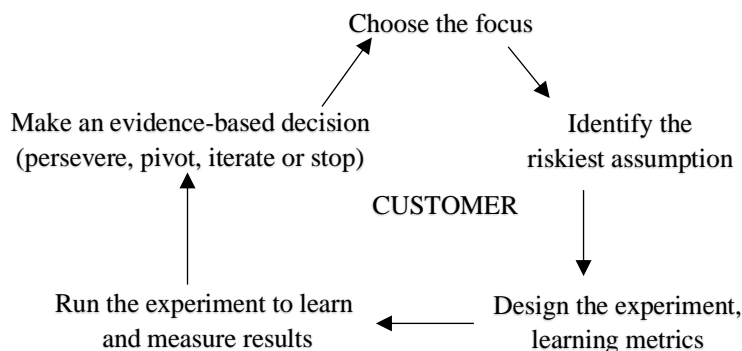 Choose the focus
Make an evidence-based decision
(persevere, pivot, iterate or stop)
Identify the
riskiest assumption
CUSTOMER
Run the experiment to learn
and measure results
Design the experiment,
learning metrics